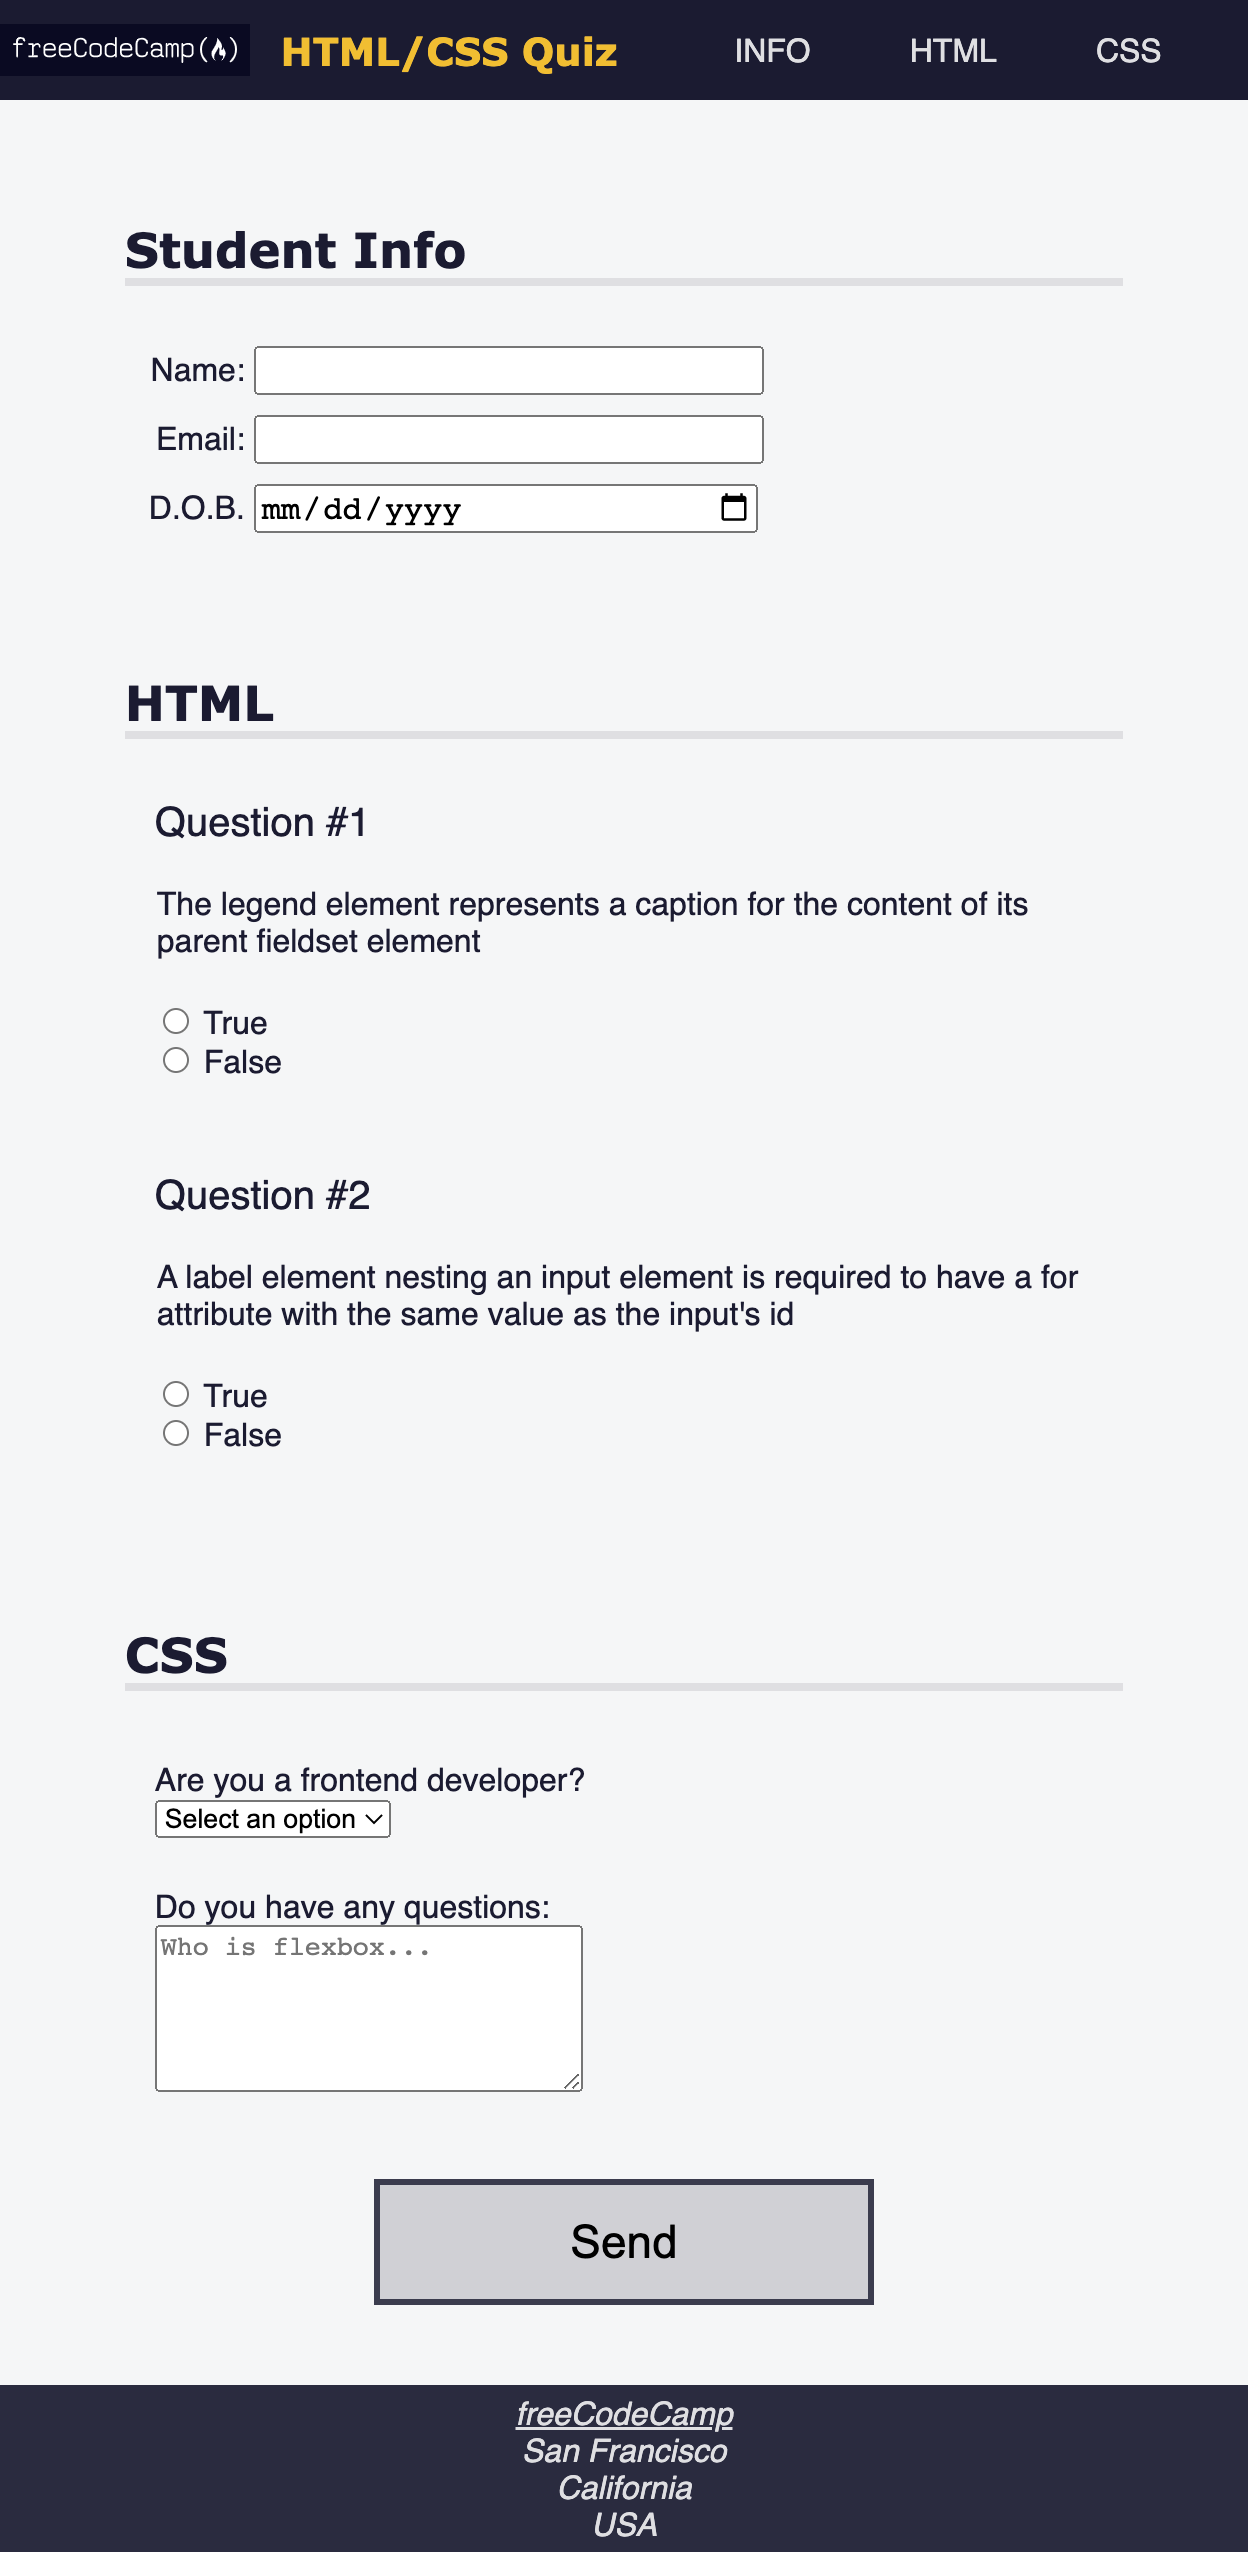 freeCodeCamp(🔥)
HTML/CSS Quiz
INFO
HTML
CSS
Student Info
Name:
Email:
D.O.B.
mm/dd/yyyy
HTML
Question #1
The legend element represents a caption for the content of its
parent fieldset element
True
False
Question #2
A label element nesting an input element is required to have a for
attribute with the same value as the input's id
True
False
CSS
Are you a frontend developer?
Select an option
Do you have any questions:
Who is flexbox...
Send
freeCodeCamp
San Francisco
California
USA